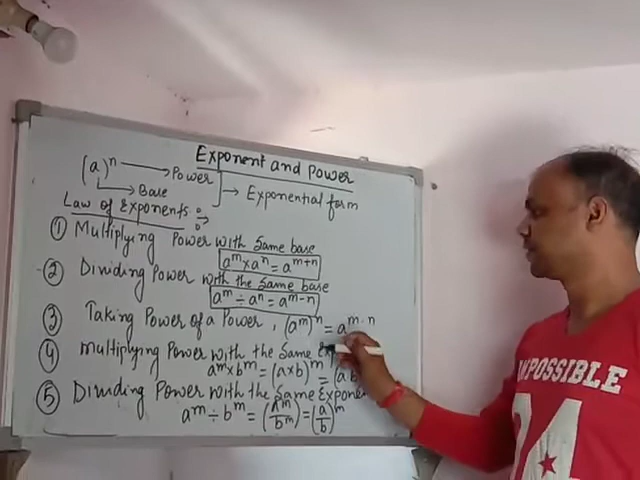 Exponent and Power
(a)ⁿ → Power
→ Base
→ Exponential form
Law of Exponents :→
① Multiplying Power with Same base
aᵐ×aⁿ = aᵐ⁺ⁿ
② Dividing Power with the Same base
aᵐ ÷ aⁿ = aᵐ⁻ⁿ
③ Taking Power of a Power, (aᵐ)ⁿ = aᵐ·ⁿ
④ Multiplying Power with the Same
aᵐ×bᵐ = (a×b)ᵐ = (a b
⑤ Dividing Power with the Same Exponen
aᵐ ÷ bᵐ = (aᵐ/bᵐ) = (a/b)ᵐ
IMPOSSIBLE